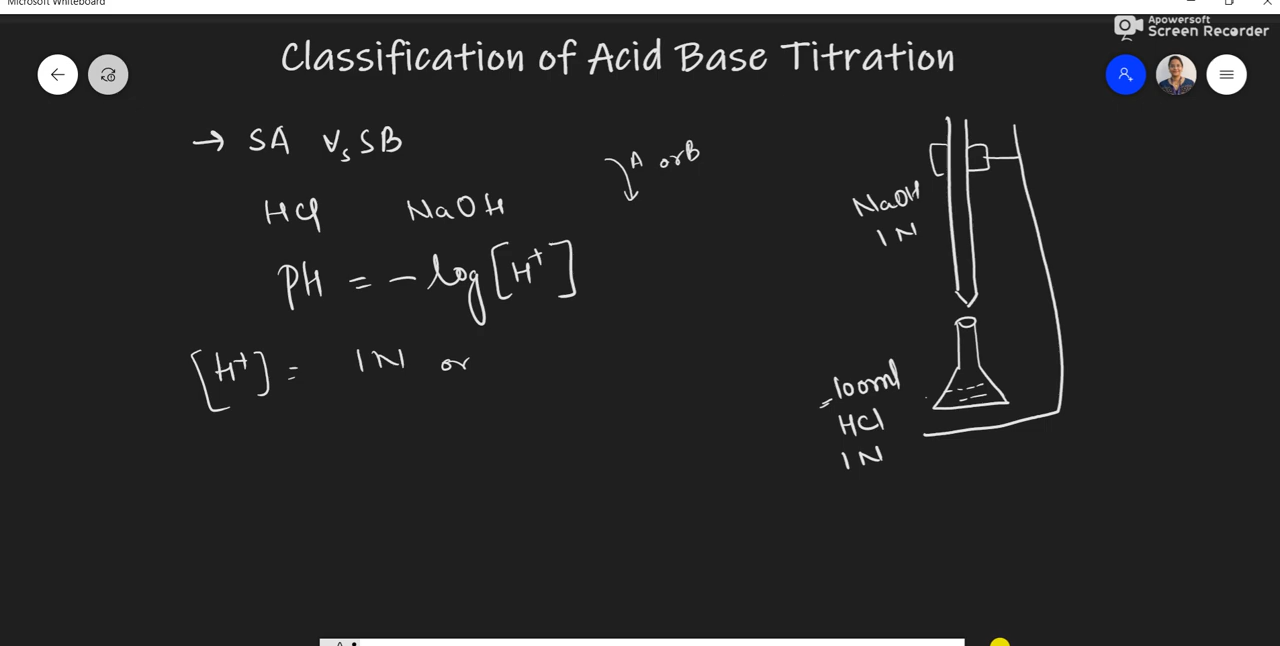 Microsoft Whiteboard
Apowersoft
Screen Recorder
Classification of Acid Base Titration
→ SA Vs SB
A or B
HCl NaOH
PH = - log [H+]
[H+] = 1N or
NaOH
1N
=100ml
HCl
1N